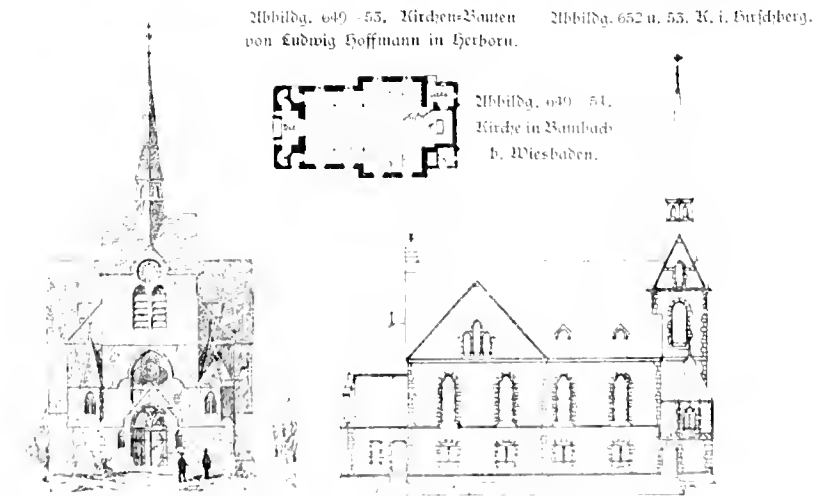 Abbildg. 649–53. Kirchen=Bauten
von Ludwig Hoffmann in Herborn.
Abbildg. 652 u. 53. K. i. Hirschberg.
Abbildg. 649–51.
Kirche in Bambach
b. Wiesbaden.